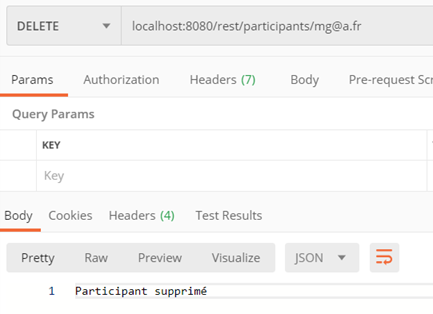 DELETE localhost:8080/rest/participants/mg@a.fr
Params Authorization Headers (7) Body Pre-request Scr
Query Params
KEY
Key
Body Cookies Headers (4) Test Results
Pretty Raw Preview Visualize JSON
1 Participant supprimé